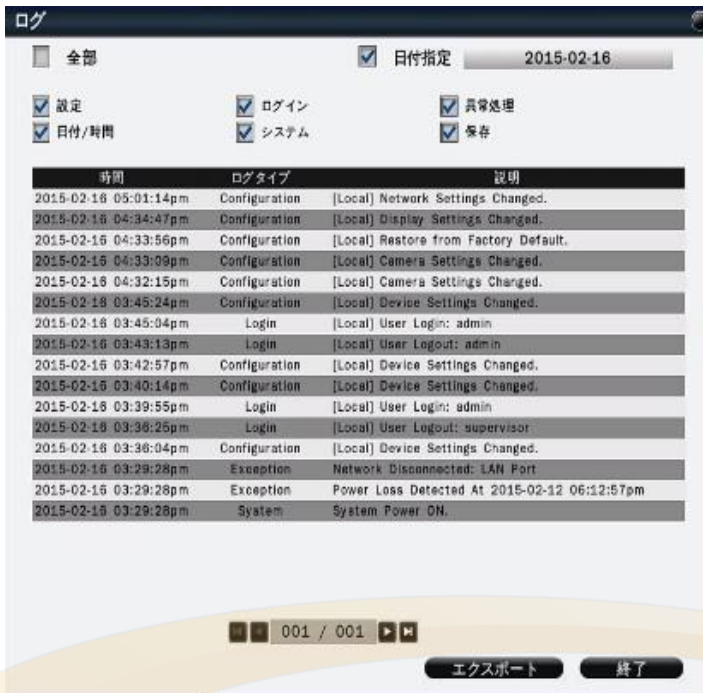 ログ
全部 日付指定 2015-02-16
設定 ログイン 異常処理
日付/時間 システム 保存
時間 ログタイプ 説明
2015-02-16 05:01:14pm Configuration [Local] Network Settings Changed.
2015-02-16 04:34:47pm Configuration [Local] Display Settings Changed.
2015-02-16 04:33:56pm Configuration [Local] Restore from Factory Default.
2015-02-16 04:33:09pm Configuration [Local] Camera Settings Changed.
2015-02-16 04:32:15pm Configuration [Local] Camera Settings Changed.
2015-02-16 03:45:24pm Configuration [Local] Device Settings Changed.
2015-02-16 03:45:04pm Login [Local] User Login: admin
2015-02-16 03:43:13pm Login [Local] User Logout: admin
2015-02-16 03:42:57pm Configuration [Local] Device Settings Changed.
2015-02-16 03:40:14pm Configuration [Local] Device Settings Changed.
2015-02-16 03:39:55pm Login [Local] User Login: admin
2015-02-16 03:36:25pm Login [Local] User Logout: supervisor
2015-02-16 03:36:04pm Configuration [Local] Device Settings Changed.
2015-02-16 03:29:28pm Exception Network Disconnected: LAN Port
2015-02-16 03:29:28pm Exception Power Loss Detected At 2015-02-12 06:12:57pm
2015-02-16 03:29:28pm System System Power ON.
001 / 001
エクスポート 終了